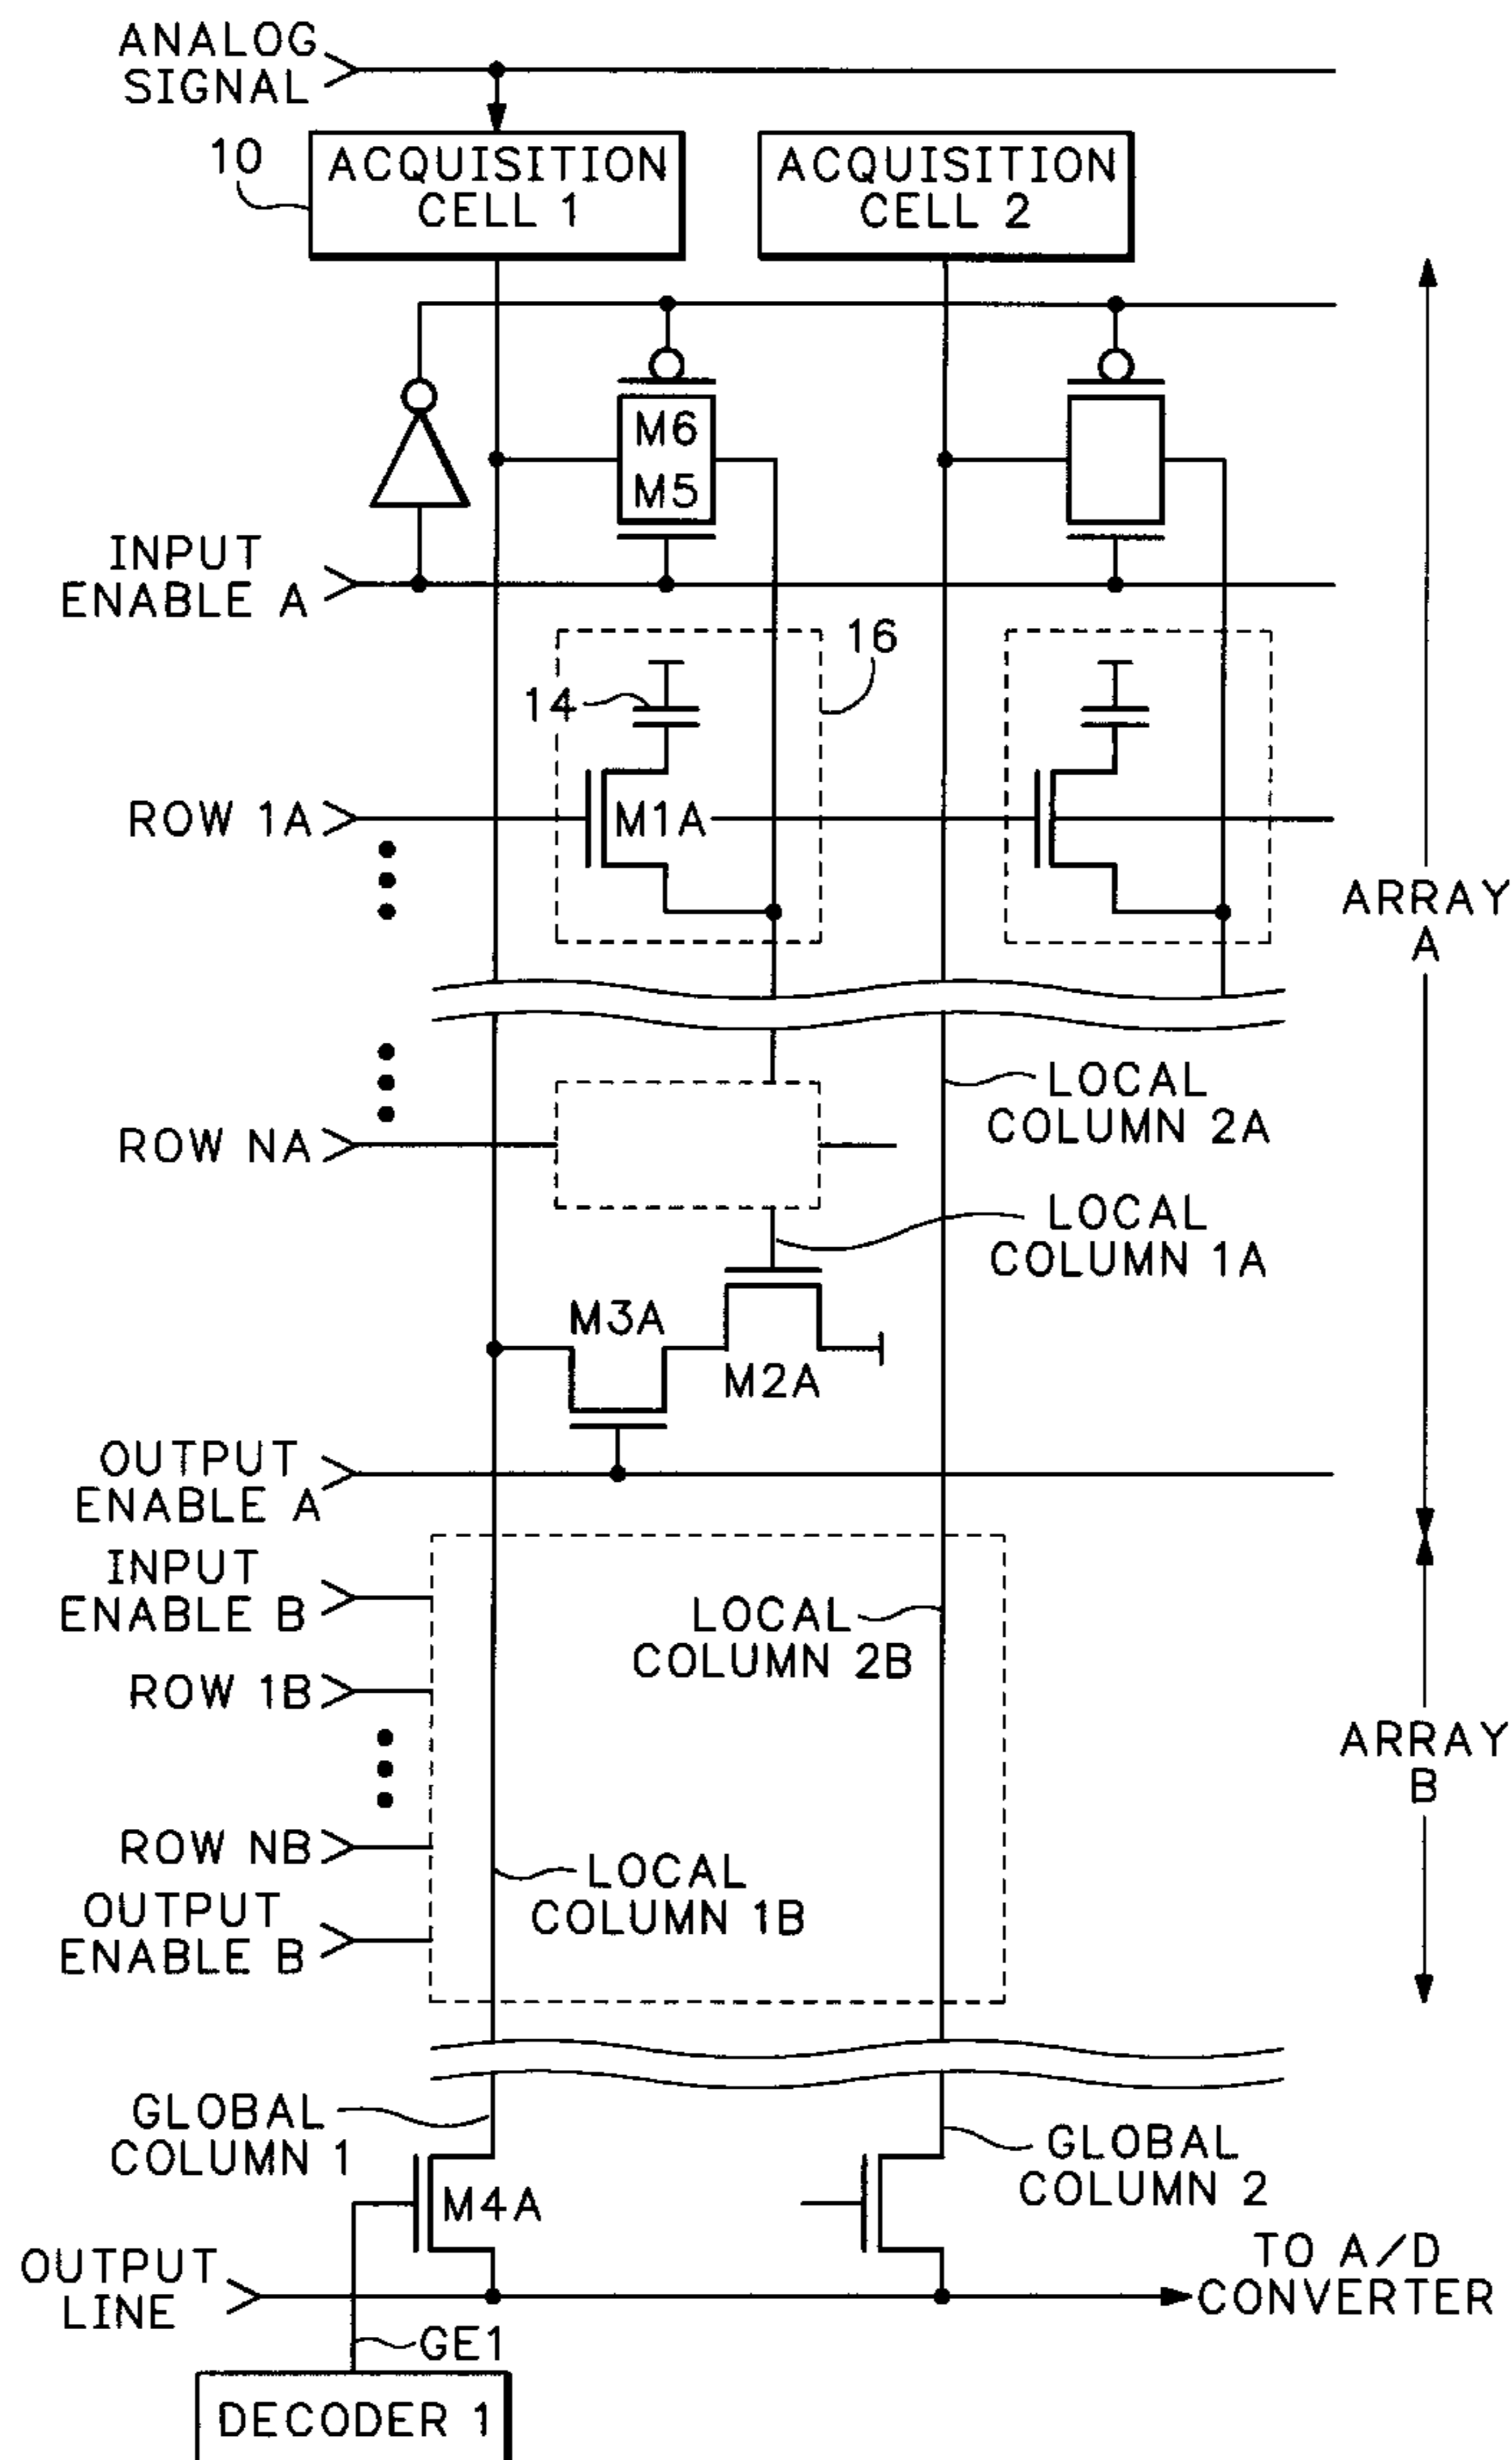 ANALOG
SIGNAL
10
ACQUISITION
CELL 1
ACQUISITION
CELL 2
M6
M5
INPUT
ENABLE A
16
14
ROW 1A
M1A
ARRAY
A
LOCAL
COLUMN 2A
ROW NA
LOCAL
COLUMN 1A
M3A
M2A
OUTPUT
ENABLE A
INPUT
ENABLE B
LOCAL
COLUMN 2B
ROW 1B
ARRAY
B
ROW NB
LOCAL
COLUMN 1B
OUTPUT
ENABLE B
GLOBAL
COLUMN 1
GLOBAL
COLUMN 2
M4A
OUTPUT
LINE
TO A/D
CONVERTER
GE1
DECODER 1